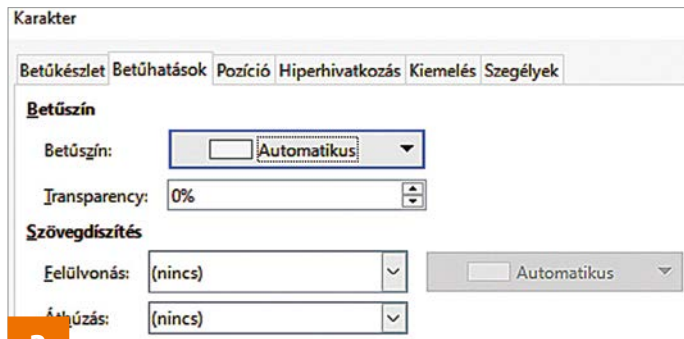 Karakter
Betűkészlet Betűhatások Pozíció Hiperhivatkozás Kiemelés Szegélyek
Betűszín
Betűszín: Automatikus
Transparency: 0%
Szövegdíszítés
Felülvonás: (nincs) Automatikus
Áthúzás: (nincs)